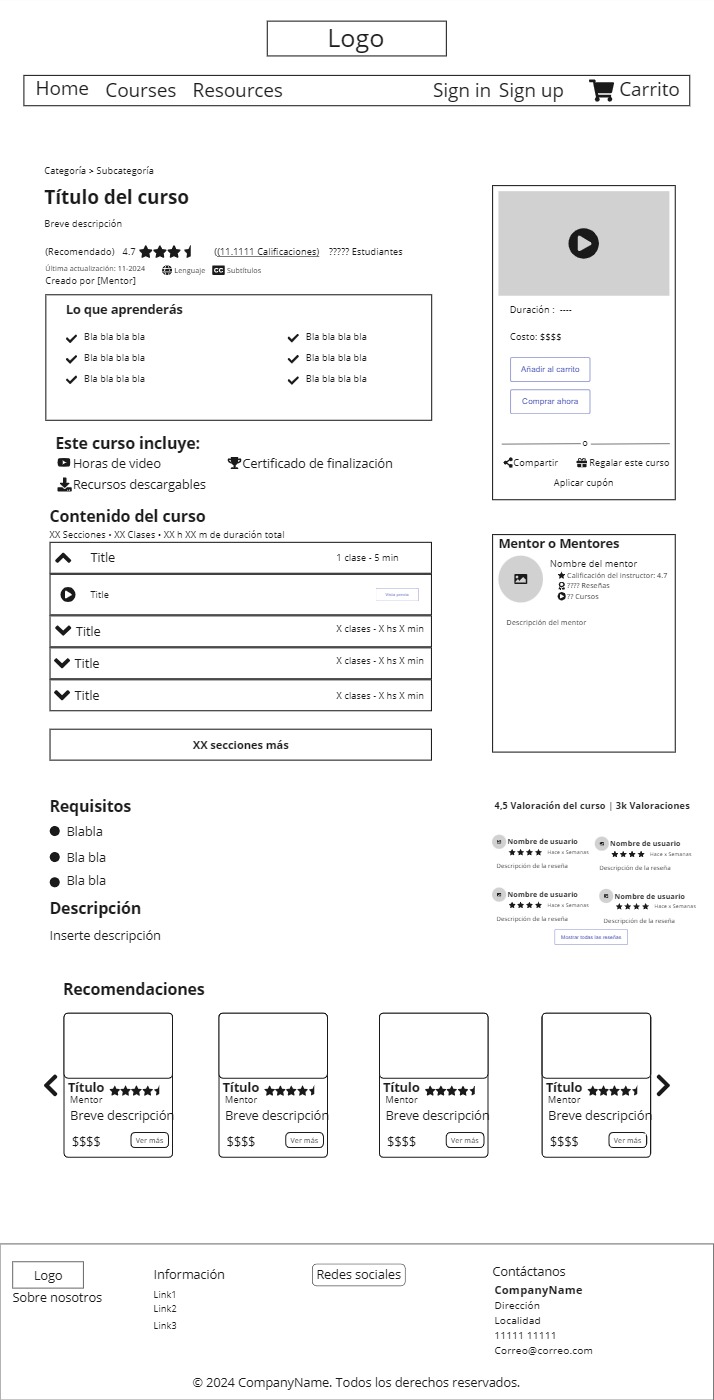 Logo
Home Courses Resources Sign in Sign up Carrito
Categoría > Subcategoría
Título del curso
Breve descripción
(Recomendado) 4.7 ((11.1111 Calificaciones) ????? Estudiantes
Última actualización: 11-2024 Lenguaje CC Subtítulos
Creado por [Mentor]
Lo que aprenderás
Bla bla bla bla Bla bla bla bla
Bla bla bla bla Bla bla bla bla
Bla bla bla bla Bla bla bla bla
Este curso incluye:
Horas de video Certificado de finalización
Recursos descargables
Contenido del curso
XX Secciones • XX Clases • XX h XX m de duración total
Title 1 clase - 5 min
Title
Title X clases - X hs X min
Title X clases - X hs X min
Title X clases - X hs X min
XX secciones más
Requisitos
Blabla
Bla bla
Bla bla
Descripción
Inserte descripción
Duración : ----
Costo: $$$$
Añadir al carrito
Comprar ahora
o
Compartir Regalar este curso
Aplicar cupón
Mentor o Mentores
Nombre del mentor
Calificación del instructor: 4.7
???? Reseñas
?? Cursos
Descripción del mentor
4,5 Valoración del curso | 3k Valoraciones
Nombre de usuario Nombre de usuario
Hace x Semanas Hace x Semanas
Descripción de la reseña Descripción de la reseña
Nombre de usuario Nombre de usuario
Hace x Semanas Hace x Semanas
Descripción de la reseña Descripción de la reseña
Mostrar todas las reseñas
Recomendaciones
Título Título Título Título
Mentor Mentor Mentor Mentor
Breve descripción Breve descripción Breve descripción Breve descripción
$$$$ Ver más $$$$ Ver más $$$$ Ver más $$$$ Ver más
Logo
Sobre nosotros
Información
Link1
Link2
Link3
Redes sociales
Contáctanos
CompanyName
Dirección
Localidad
11111 11111
Correo@correo.com
© 2024 CompanyName. Todos los derechos reservados.